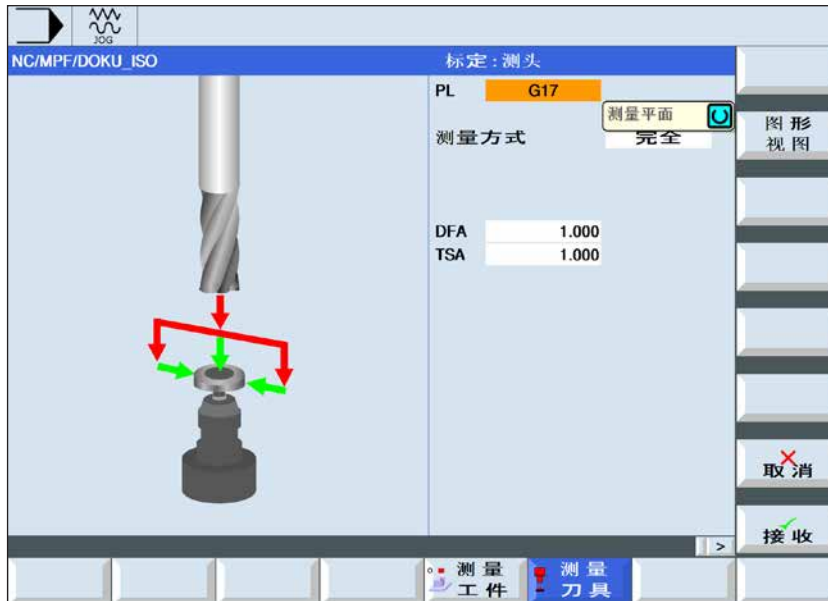 JOG
NC/MPF/DOKU_ISO
标定:测头
PL G17
测量平面
测量方式 完全
DFA 1.000
TSA 1.000
图形
视图
取消
接收
>
测量
工件
测量
刀具